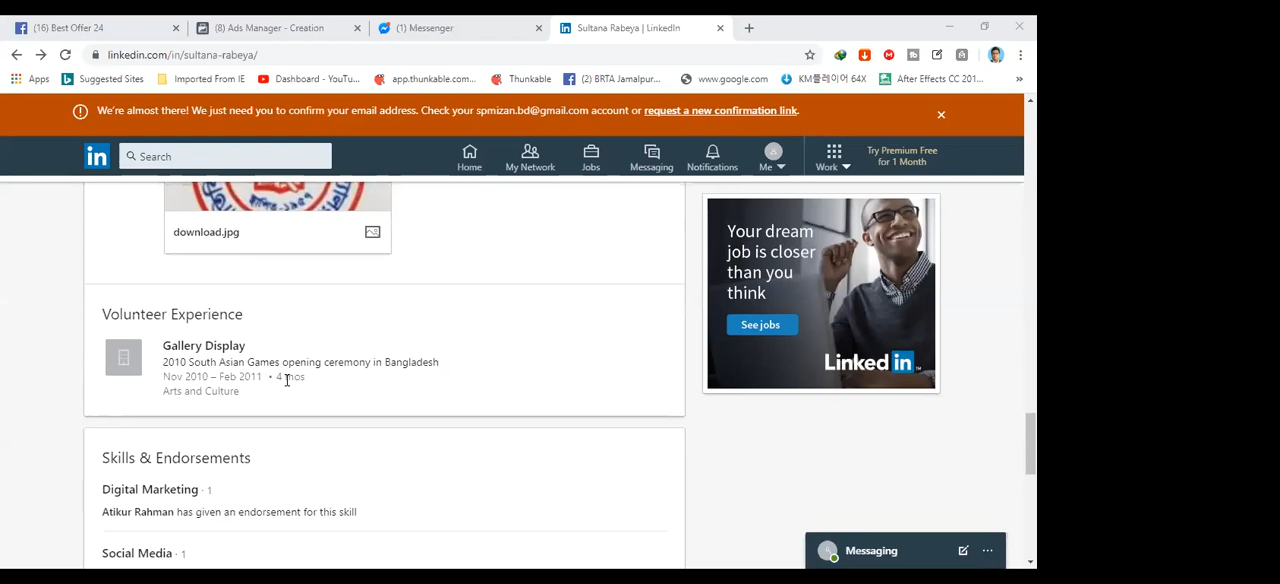 (16) Best Offer 24
(8) Ads Manager - Creation
(1) Messenger
Sultana Rabeya | LinkedIn
linkedin.com/in/sultana-rabeya/
Apps
Suggested Sites
Imported From IE
Dashboard - YouTu...
app.thunkable.com...
Thunkable
(2) BRTA Jamalpur...
www.google.com
KM플레이어 64X
After Effects CC 201...
»
We're almost there! We just need you to confirm your email address. Check your spmizan.bd@gmail.com account or request a new confirmation link.
in
Search
Home
My Network
Jobs
Messaging
Notifications
Me
Work
Try Premium Free
for 1 Month
download.jpg
Volunteer Experience
Gallery Display
2010 South Asian Games opening ceremony in Bangladesh
Nov 2010 – Feb 2011 • 4 mos
Arts and Culture
Skills & Endorsements
Digital Marketing · 1
Atikur Rahman has given an endorsement for this skill
Social Media · 1
Your dream
job is closer
than you
think
See jobs
Linked in
Messaging